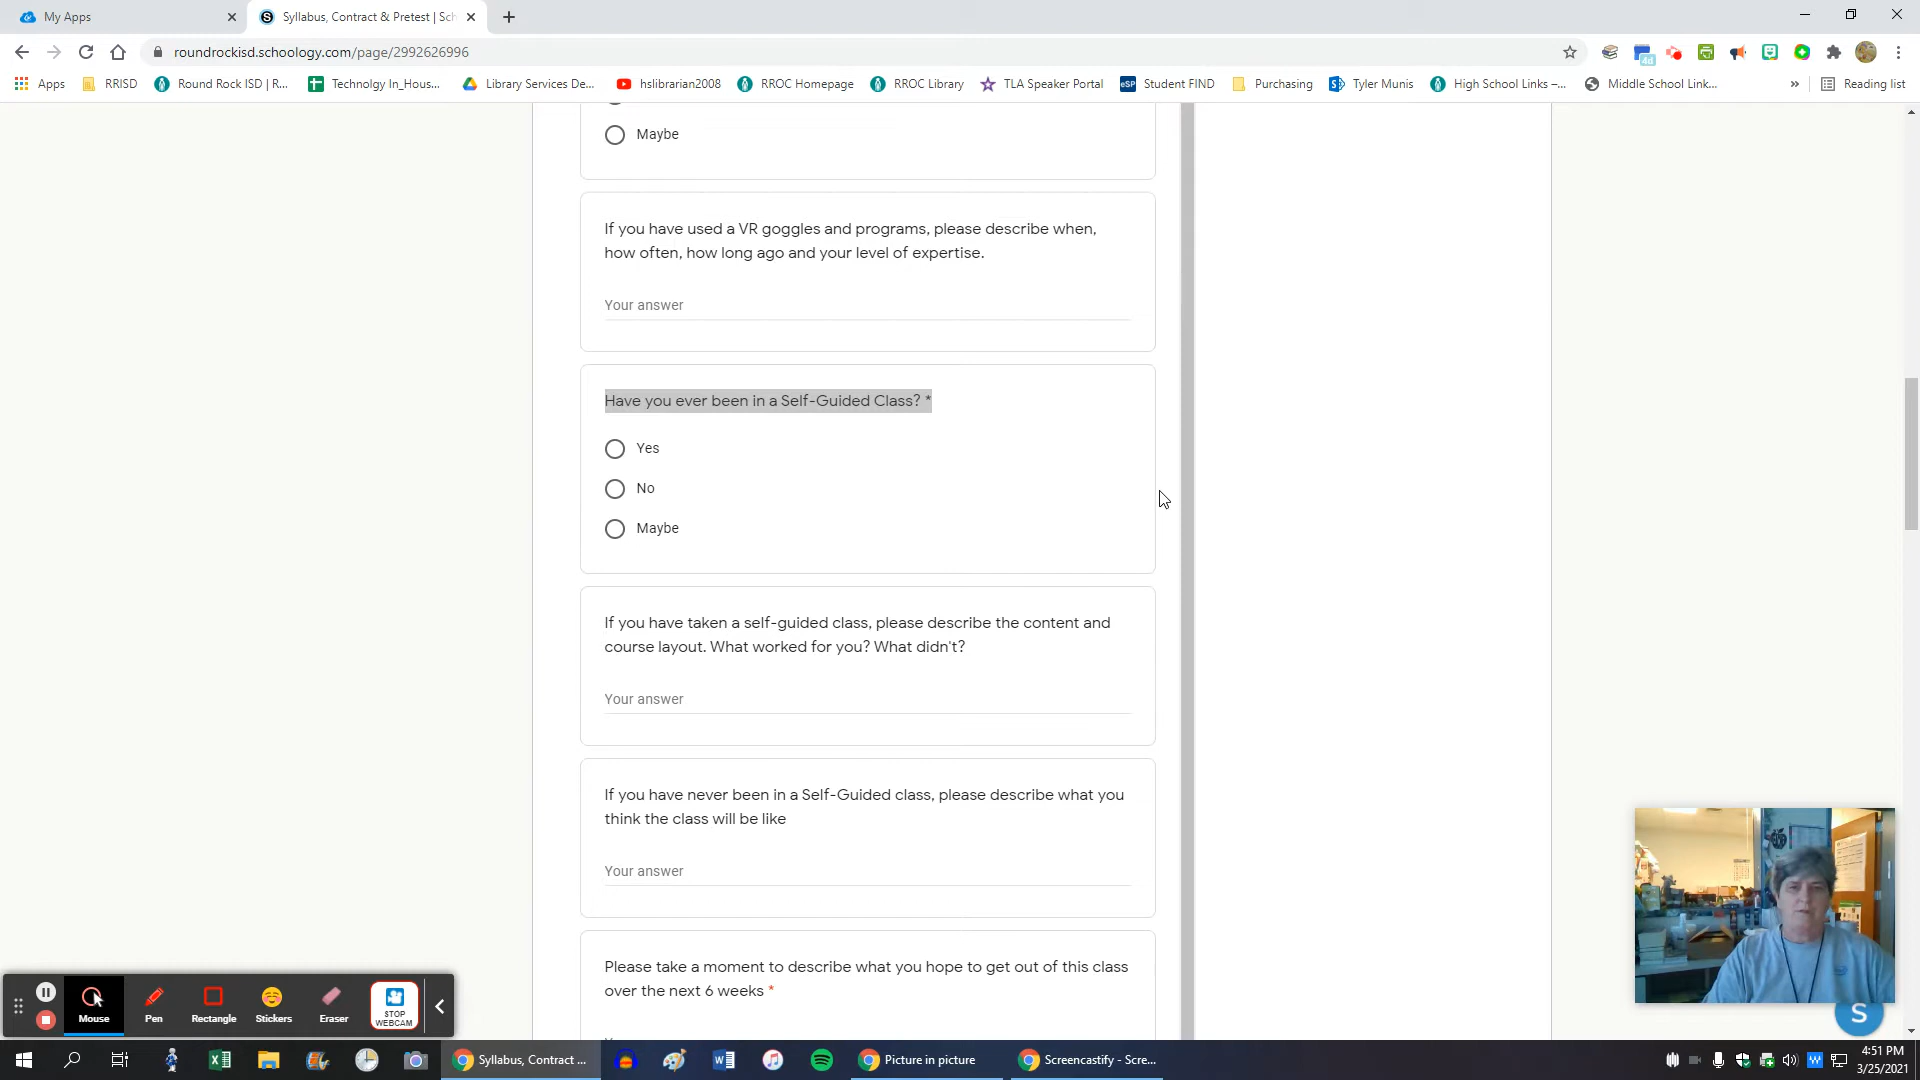 My Apps
Syllabus, Contract & Pretest | Sch
roundrockisd.schoology.com/page/2992626996
Apps
RRISD
Round Rock ISD | R...
Technolgy In_Hous...
Library Services De...
hslibrarian2008
RROC Homepage
RROC Library
TLA Speaker Portal
eSP
Student FIND
Purchasing
Tyler Munis
High School Links –...
Middle School Link...
»
Reading list
4d
Maybe
If you have used a VR goggles and programs, please describe when,
how often, how long ago and your level of expertise.
Your answer
Have you ever been in a Self-Guided Class? *
Yes
No
Maybe
If you have taken a self-guided class, please describe the content and
course layout. What worked for you? What didn't?
Your answer
If you have never been in a Self-Guided class, please describe what you
think the class will be like
Your answer
Please take a moment to describe what you hope to get out of this class
over the next 6 weeks *
Mouse
Pen
Rectangle
Stickers
Eraser
STOP
WEBCAM
S
Syllabus, Contract ...
Picture in picture
Screencastify - Scre...
4:51 PM
3/25/2021